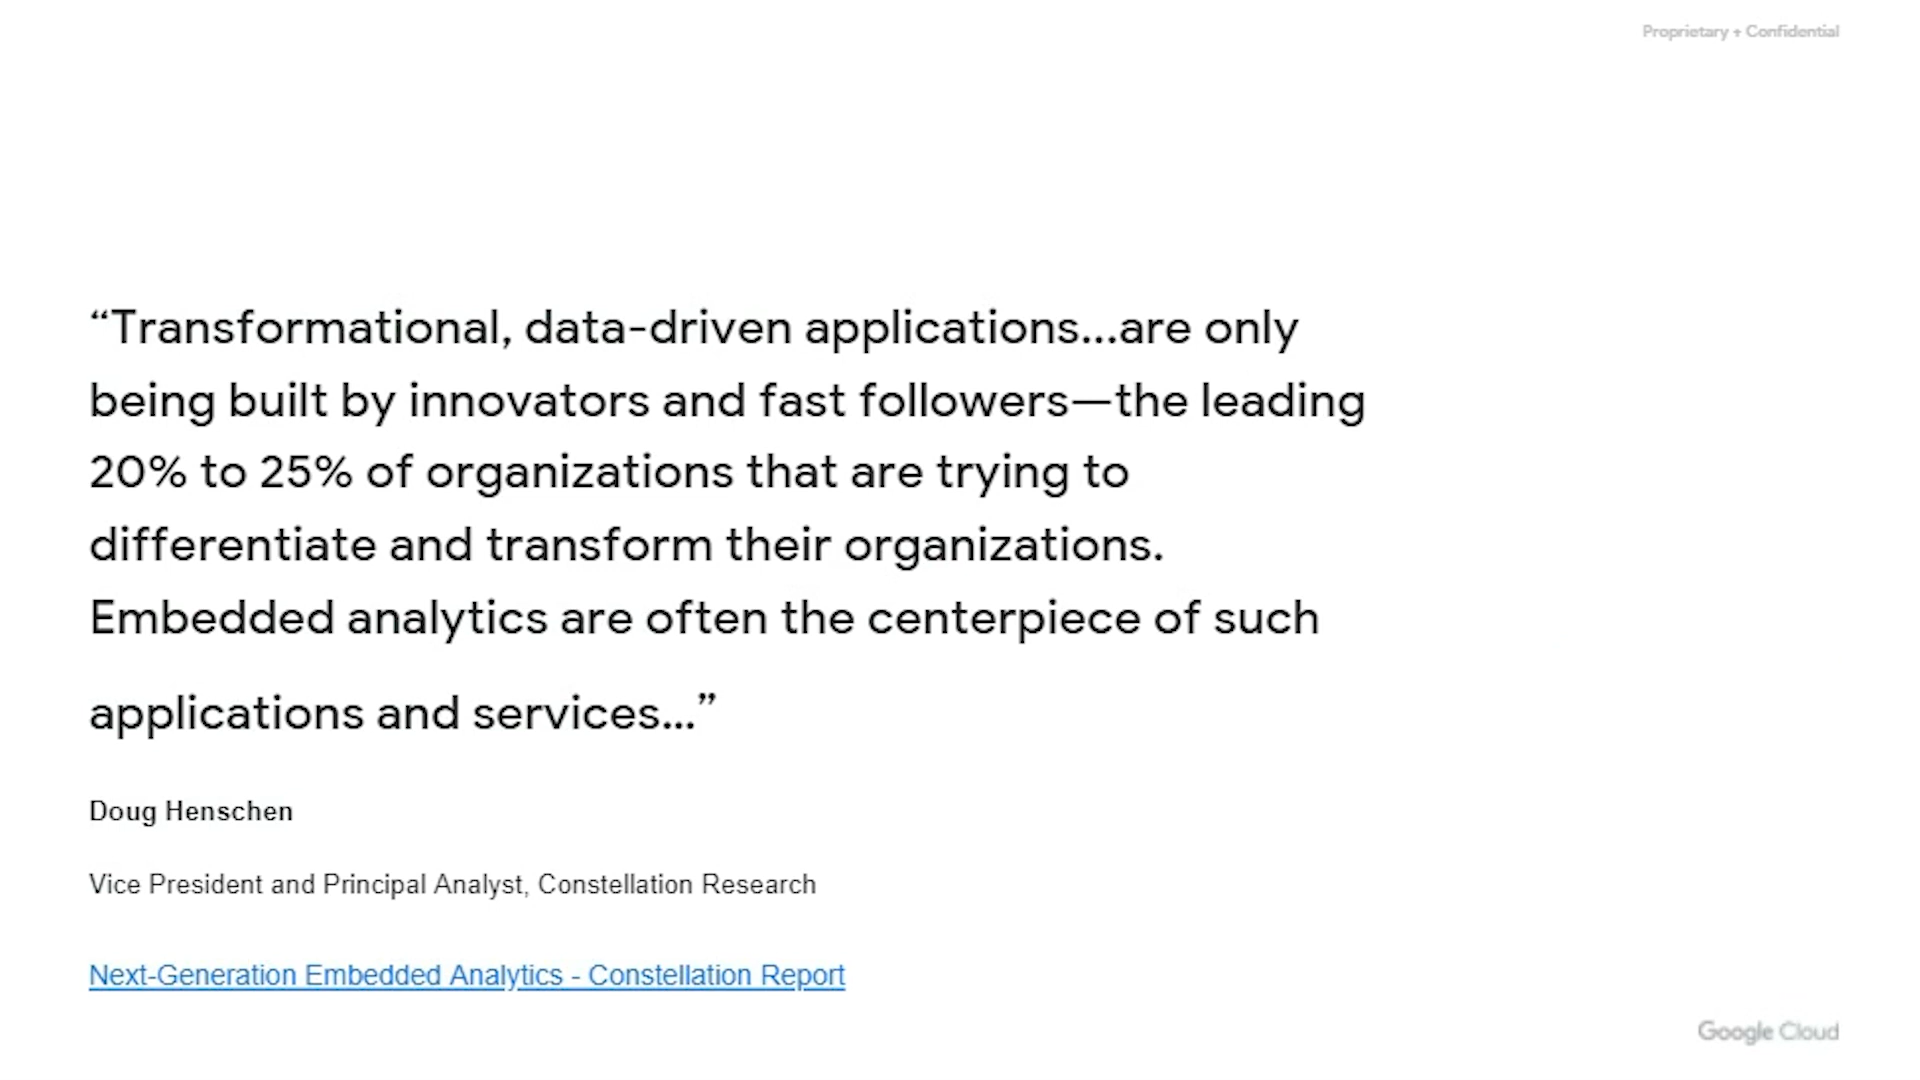 Proprietary + Confidential
“Transformational, data-driven applications...are only
being built by innovators and fast followers—the leading
20% to 25% of organizations that are trying to
differentiate and transform their organizations.
Embedded analytics are often the centerpiece of such
applications and services...”
Doug Henschen
Vice President and Principal Analyst, Constellation Research
Next-Generation Embedded Analytics - Constellation Report
Google Cloud